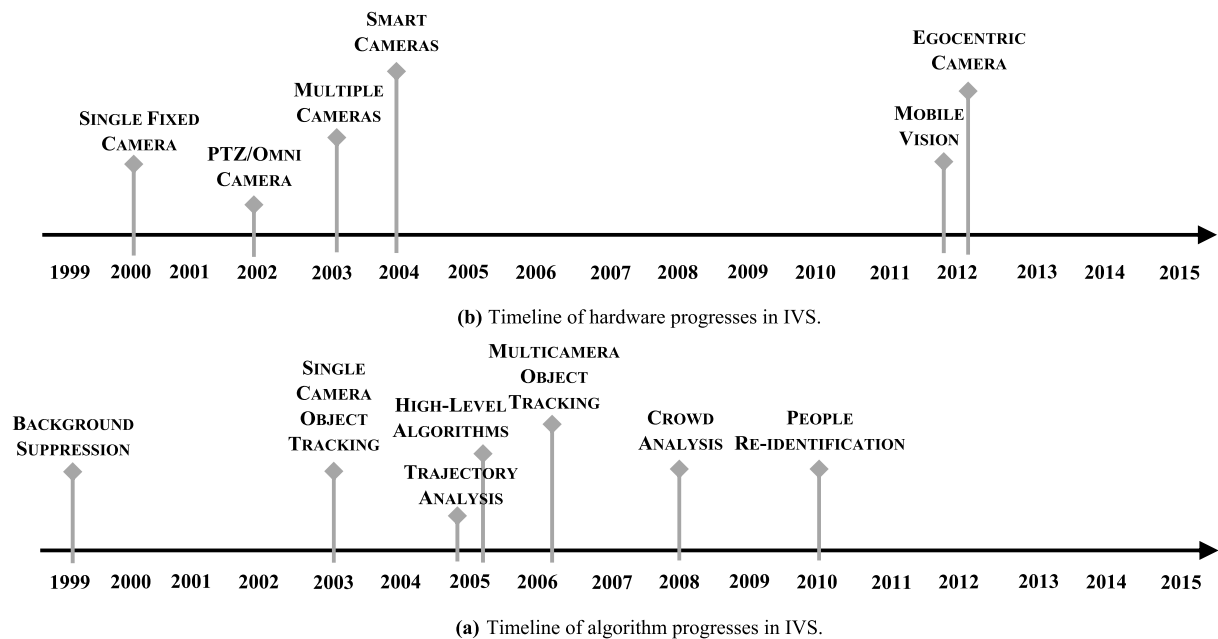 SMART
CAMERAS
EGOCENTRIC
CAMERA
MULTIPLE
CAMERAS
MOBILE
VISION
SINGLE FIXED
CAMERA
PTZ/OMNI
CAMERA
1999 2000 2001 2002 2003 2004 2005 2006 2007 2008 2009 2010 2011 2012 2013 2014 2015
(b) Timeline of hardware progresses in IVS.
MULTICAMERA
OBJECT
TRACKING
SINGLE
CAMERA
OBJECT
TRACKING
HIGH-LEVEL
ALGORITHMS
BACKGROUND
SUPPRESSION
CROWD
ANALYSIS
PEOPLE
RE-IDENTIFICATION
TRAJECTORY
ANALYSIS
1999 2000 2001 2002 2003 2004 2005 2006 2007 2008 2009 2010 2011 2012 2013 2014 2015
(a) Timeline of algorithm progresses in IVS.